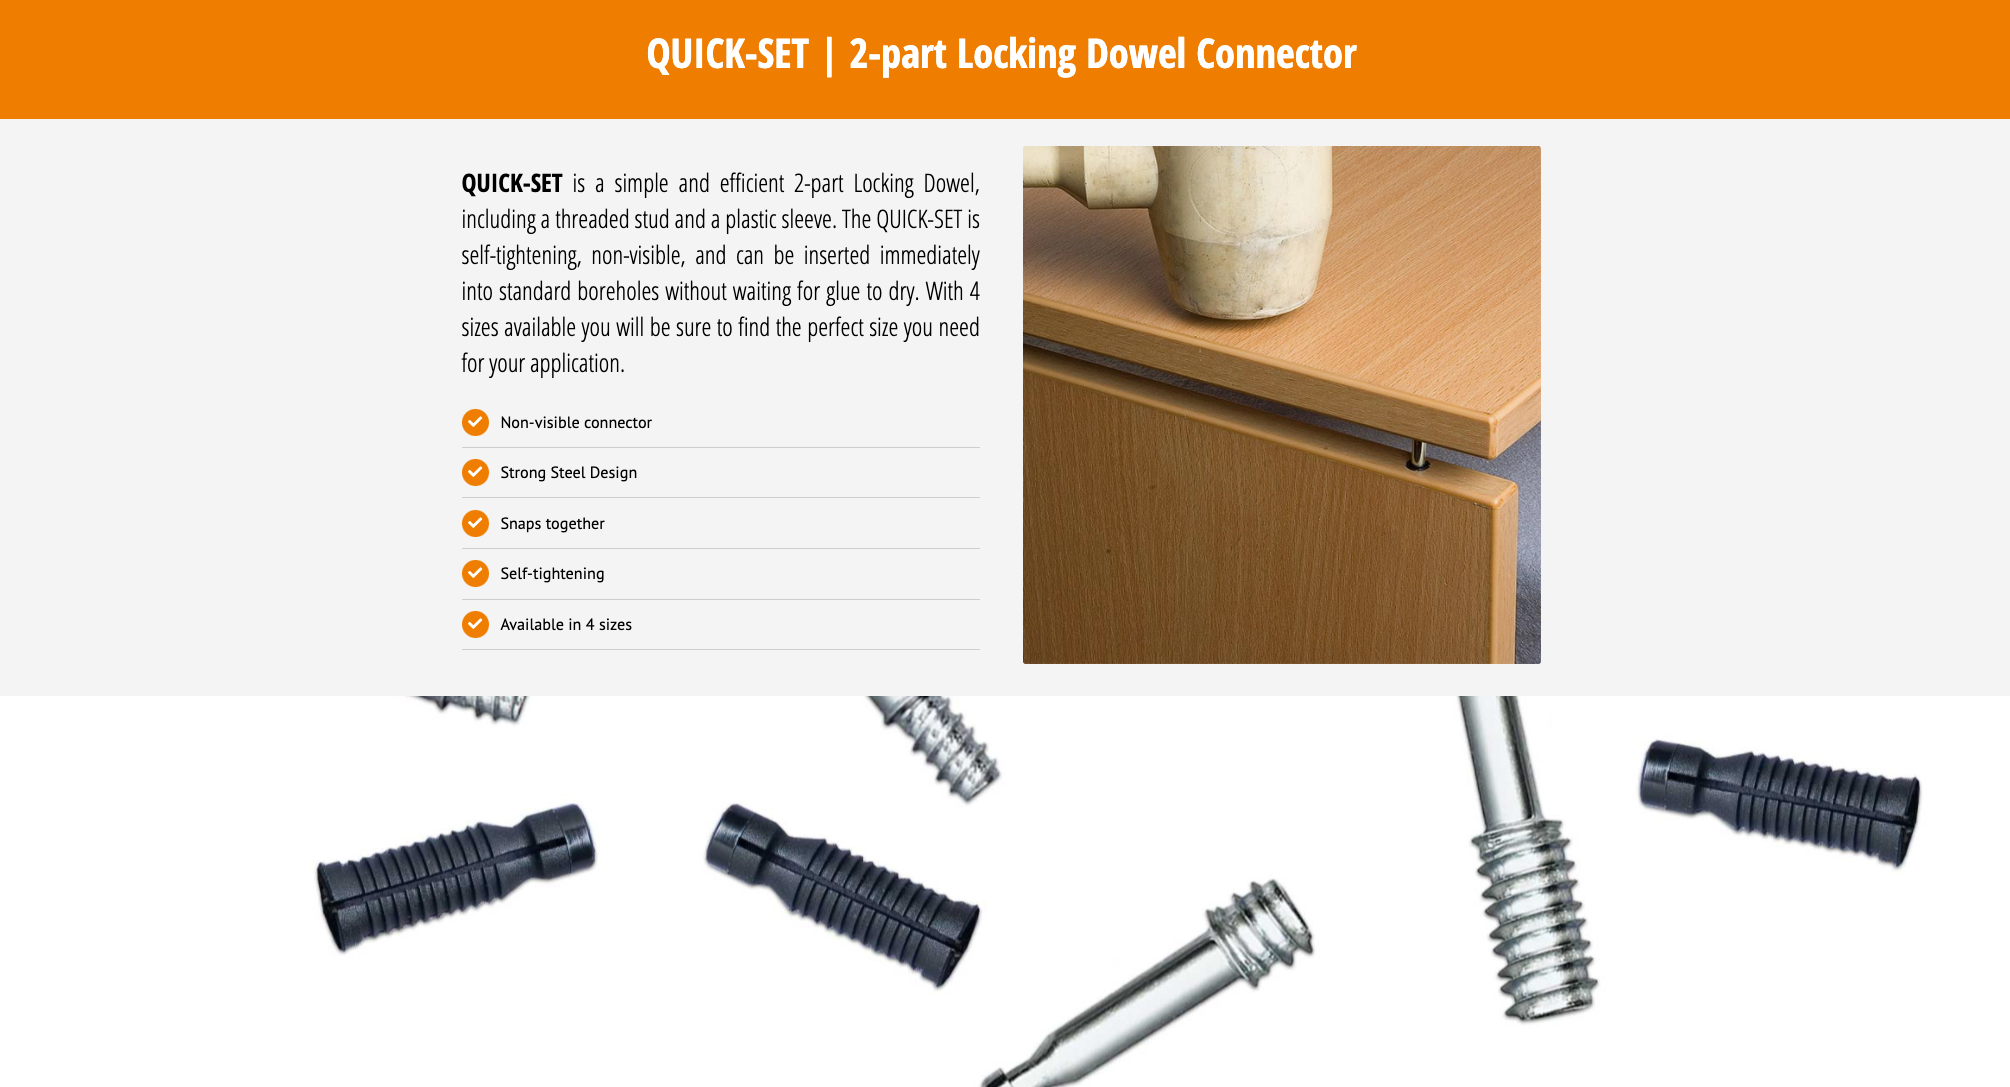 QUICK-SET | 2-part Locking Dowel Connector
QUICK-SET is a simple and efficient 2-part Locking Dowel,
including a threaded stud and a plastic sleeve. The QUICK-SET is
self-tightening, non-visible, and can be inserted immediately
into standard boreholes without waiting for glue to dry. With 4
sizes available you will be sure to find the perfect size you need
for your application.
Non-visible connector
Strong Steel Design
Snaps together
Self-tightening
Available in 4 sizes